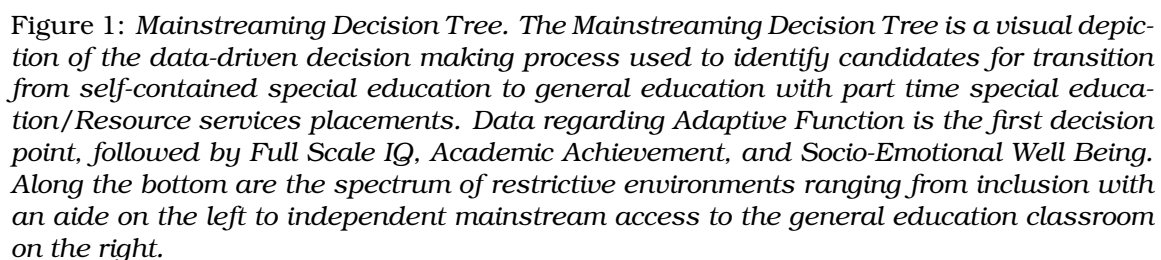 Figure 1: Mainstreaming Decision Tree. The Mainstreaming Decision Tree is a visual depic-
tion of the data-driven decision making process used to identify candidates for transition
from self-contained special education to general education with part time special educa-
tion/Resource services placements. Data regarding Adaptive Function is the first decision
point, followed by Full Scale IQ, Academic Achievement, and Socio-Emotional Well Being.
Along the bottom are the spectrum of restrictive environments ranging from inclusion with
an aide on the left to independent mainstream access to the general education classroom
on the right.